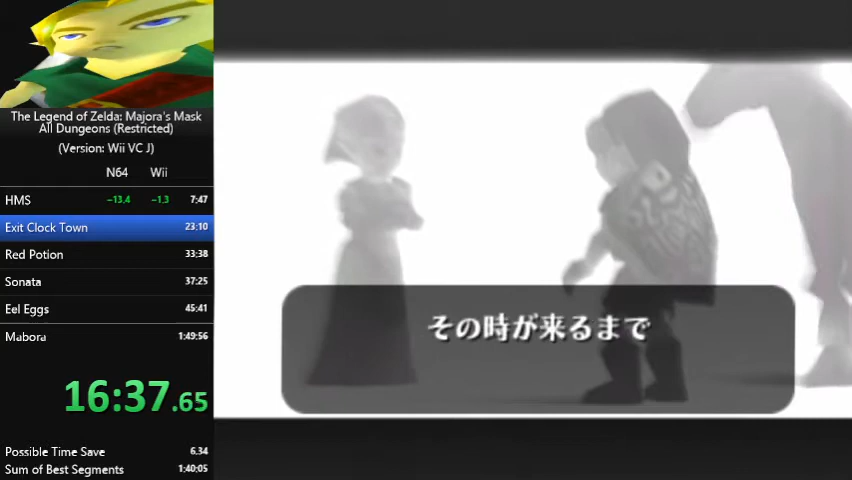 The Legend of Zelda: Majora's Mask
All Dungeons (Restricted)
(Version: Wii VC J)
N64 Wii
HMS -13.4 -1.3 7:47
Exit Clock Town 23:10
Red Potion 33:38
Sonata 37:25
Eel Eggs 45:41
Mabora 1:49:56
16:37.65
Possible Time Save 6.34
Sum of Best Segments 1:40:05
その時が来るまで